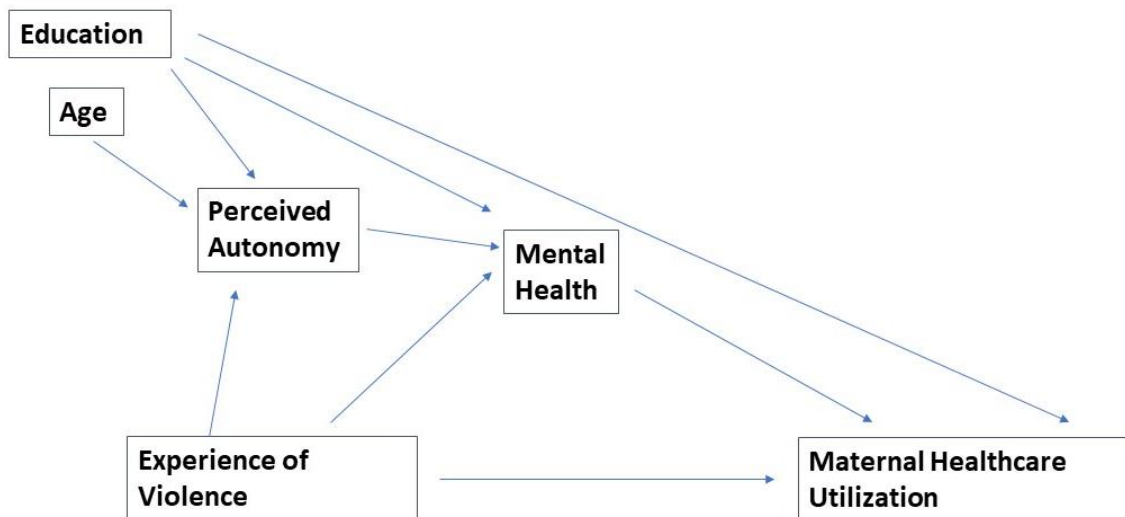 Education
Age
Perceived
Autonomy
Mental
Health
Experience of
Violence
Maternal Healthcare
Utilization